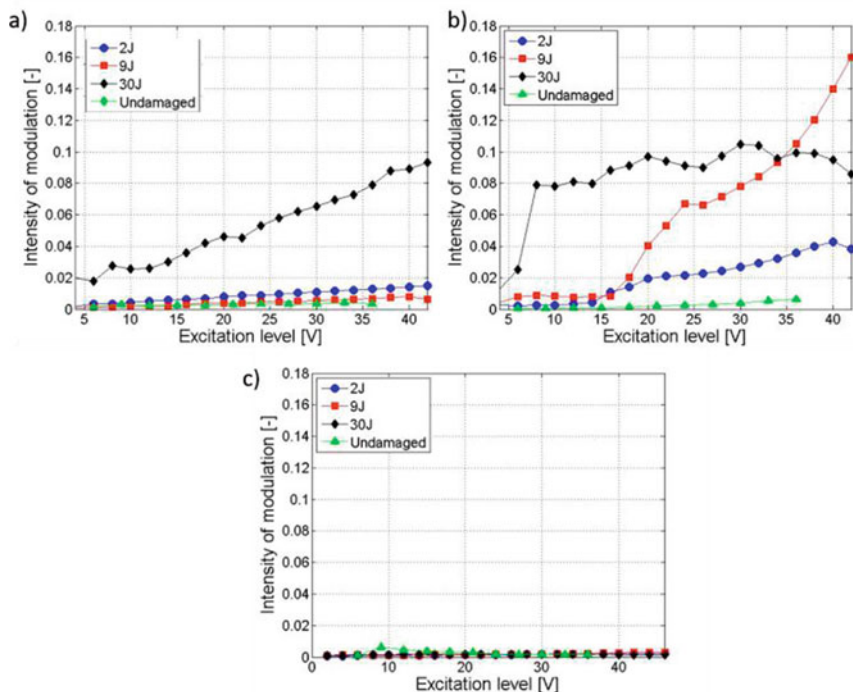 a)
Intensity of modulation [-]
0.18
0.16
0.14
0.12
0.1
0.08
0.06
0.04
0.02
0
2J
9J
30J
Undamaged
5 10 15 20 25 30 35 40
Excitation level [V]
b)
Intensity of modulation [-]
0.18
0.16
0.14
0.12
0.1
0.08
0.06
0.04
0.02
0
2J
9J
30J
Undamaged
5 10 15 20 25 30 35 40
Excitation level [V]
c)
Intensity of modulation [-]
0.18
0.16
0.14
0.12
0.1
0.08
0.06
0.04
0.02
0
2J
9J
30J
Undamaged
0 10 20 30 40
Excitation level [V]